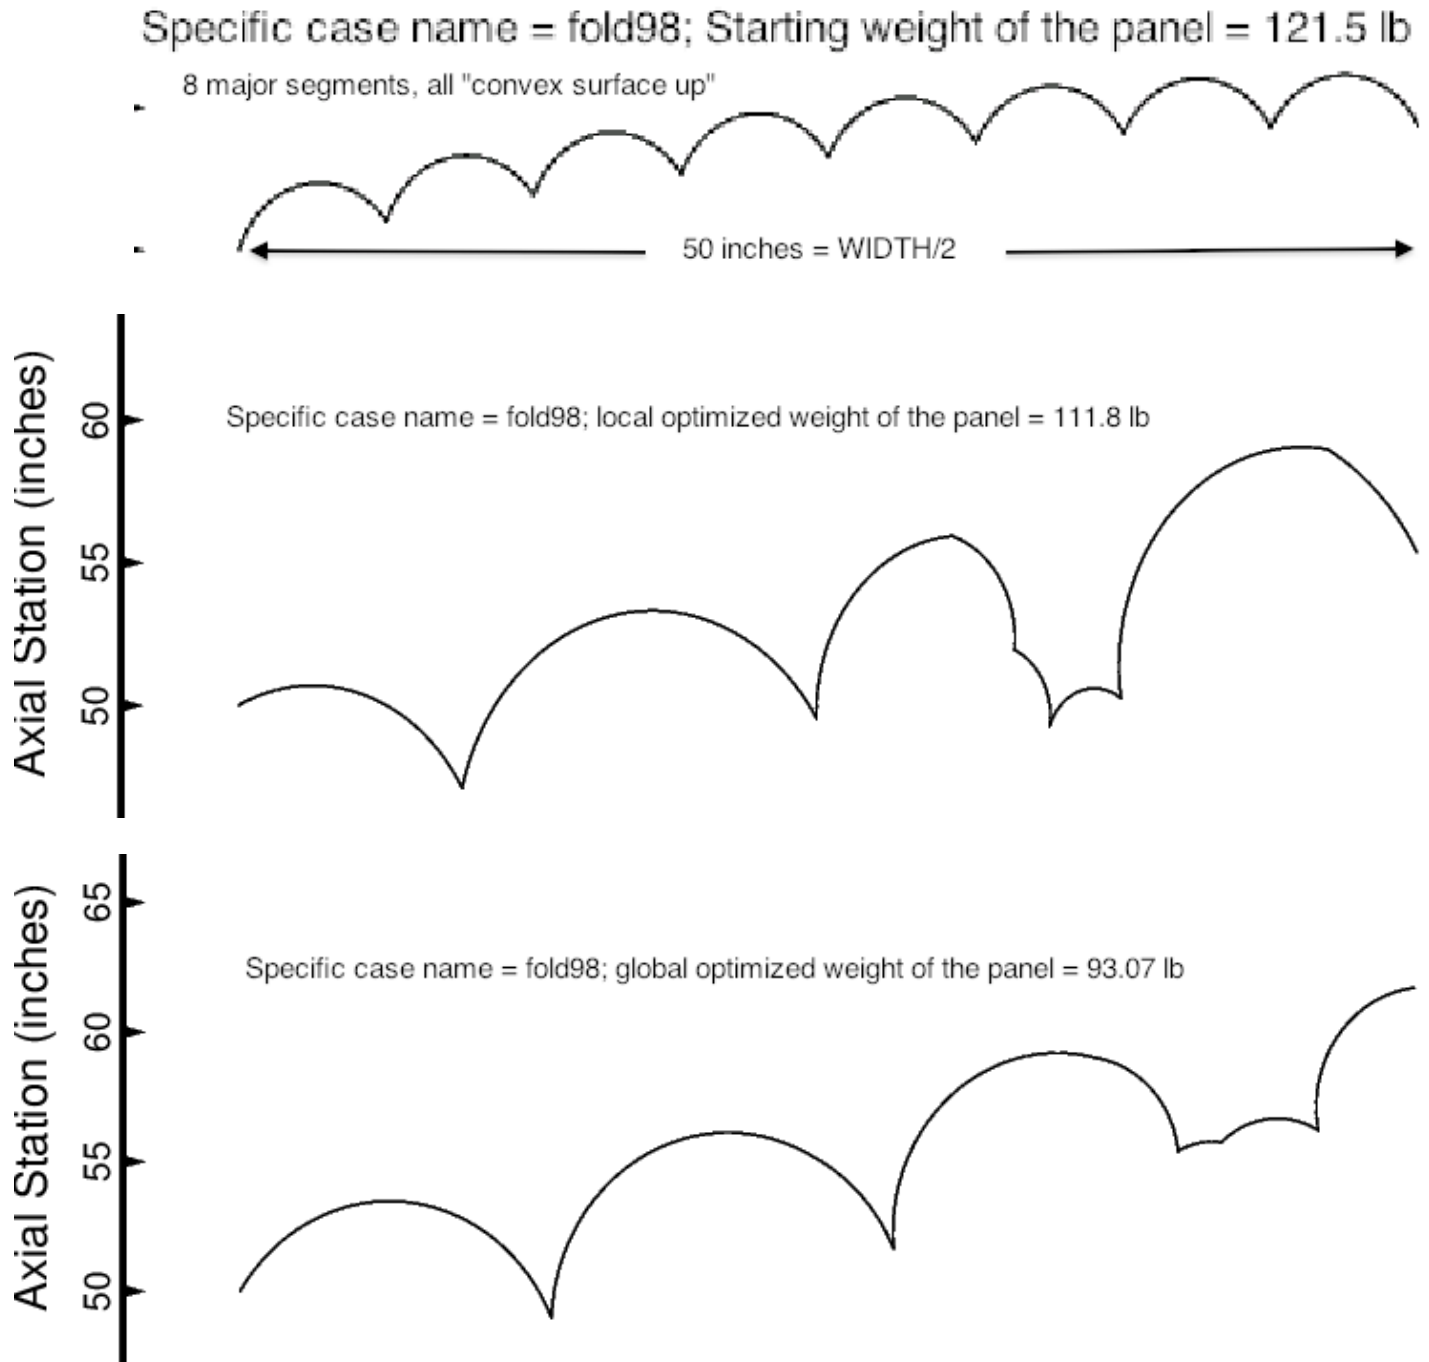 Specific case name = fold98; Starting weight of the panel = 121.5 lb
8 major segments, all "convex surface up"
50 inches = WIDTH/2
Axial Station (inches)
60
55
50
Specific case name = fold98; local optimized weight of the panel = 111.8 lb
Axial Station (inches)
65
60
55
50
Specific case name = fold98; global optimized weight of the panel = 93.07 lb